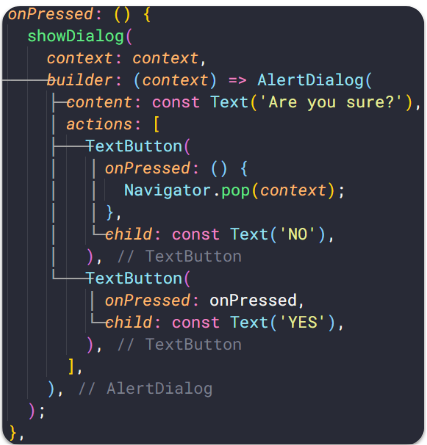 onPressed: () {
showDialog(
context: context,
builder: (context) => AlertDialog(
content: const Text('Are you sure?'),
actions: [
TextButton(
onPressed: () {
Navigator.pop(context);
},
child: const Text('NO'),
), // TextButton
TextButton(
onPressed: onPressed,
child: const Text('YES'),
), // TextButton
],
), // AlertDialog
);
},